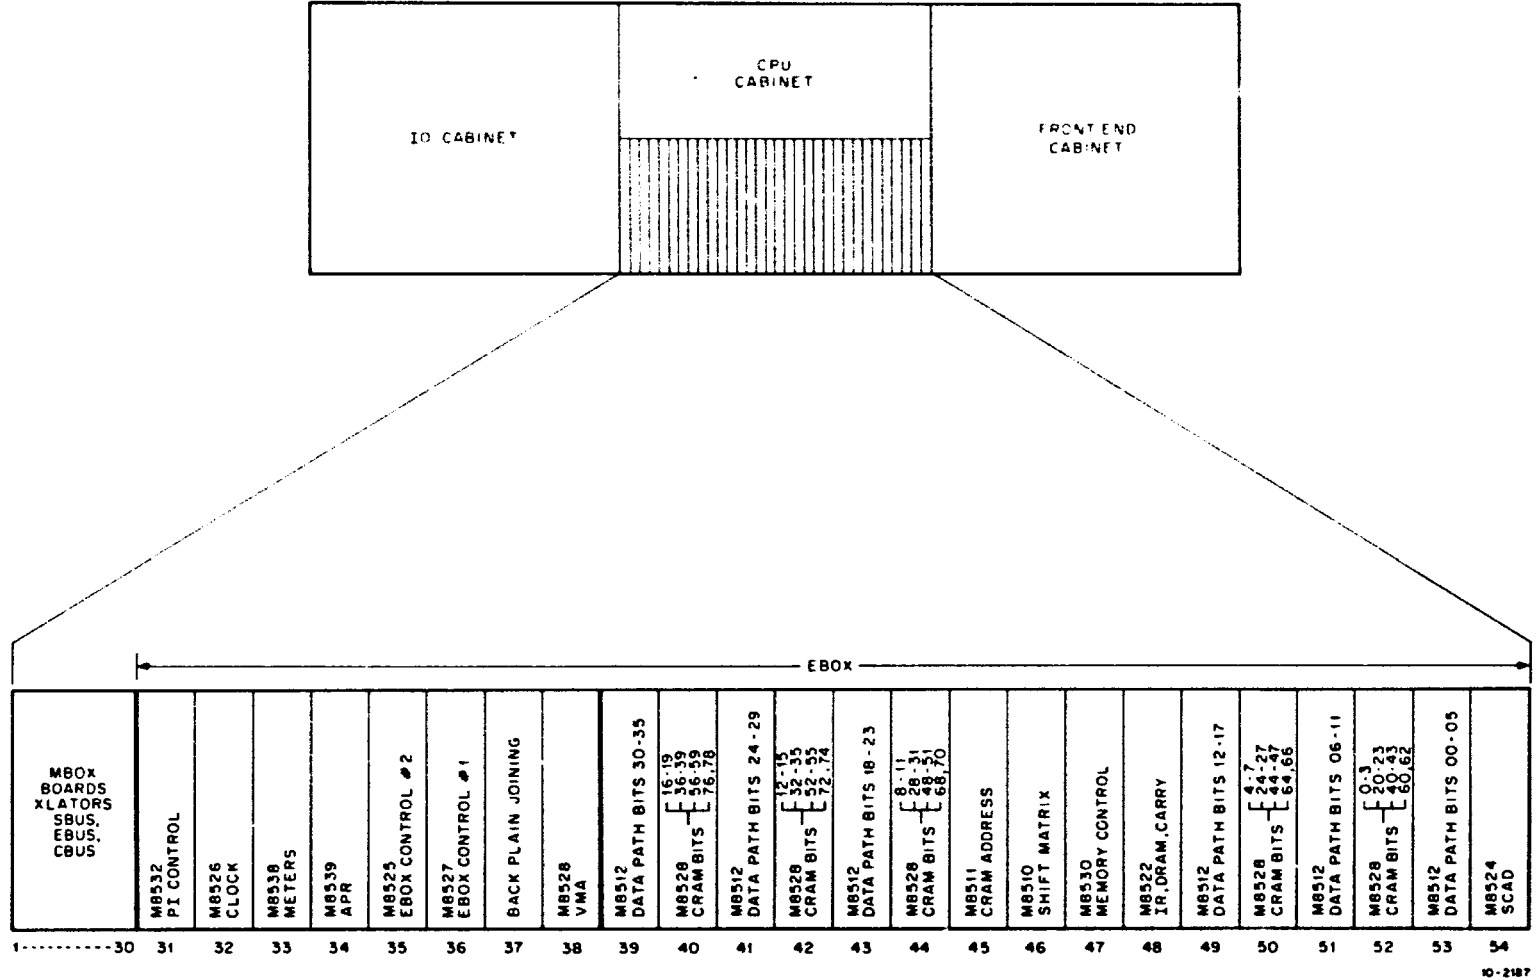 CPU
CABINET
IO CABINET
FRONT END
CABINET
EBOX
MBOX
BOARDS
XLATORS
SBUS,
EBUS,
CBUS
M8532
PI CONTROL
M8526
CLOCK
M8538
METERS
M8539
APR
M8525
EBOX CONTROL #2
M8527
EBOX CONTROL #1
BACK PLAIN JOINING
M8528
VMA
M8512
DATA PATH BITS 30-35
M8528
CRAM BITS
16-19
36-39
56-59
76,78
M8512
DATA PATH BITS 24-29
M8528
CRAM BITS
12-15
32-35
52-55
72,74
M8512
DATA PATH BITS 18-23
M8528
CRAM BITS
8-11
28-31
48-51
68,70
M8511
CRAM ADDRESS
M8510
SHIFT MATRIX
M8530
MEMORY CONTROL
M8522
IR,DRAM,CARRY
M8512
DATA PATH BITS 12-17
M8528
CRAM BITS
4-7
24-27
44-47
64,66
M8512
DATA PATH BITS 06-11
M8528
CRAM BITS
0-3
20-23
40-43
60,62
M8512
DATA PATH BITS 00-05
M8524
SCAD
1---------30 31 32 33 34 35 36 37 38 39 40 41 42 43 44 45 46 47 48 49 50 51 52 53 54
10-2187